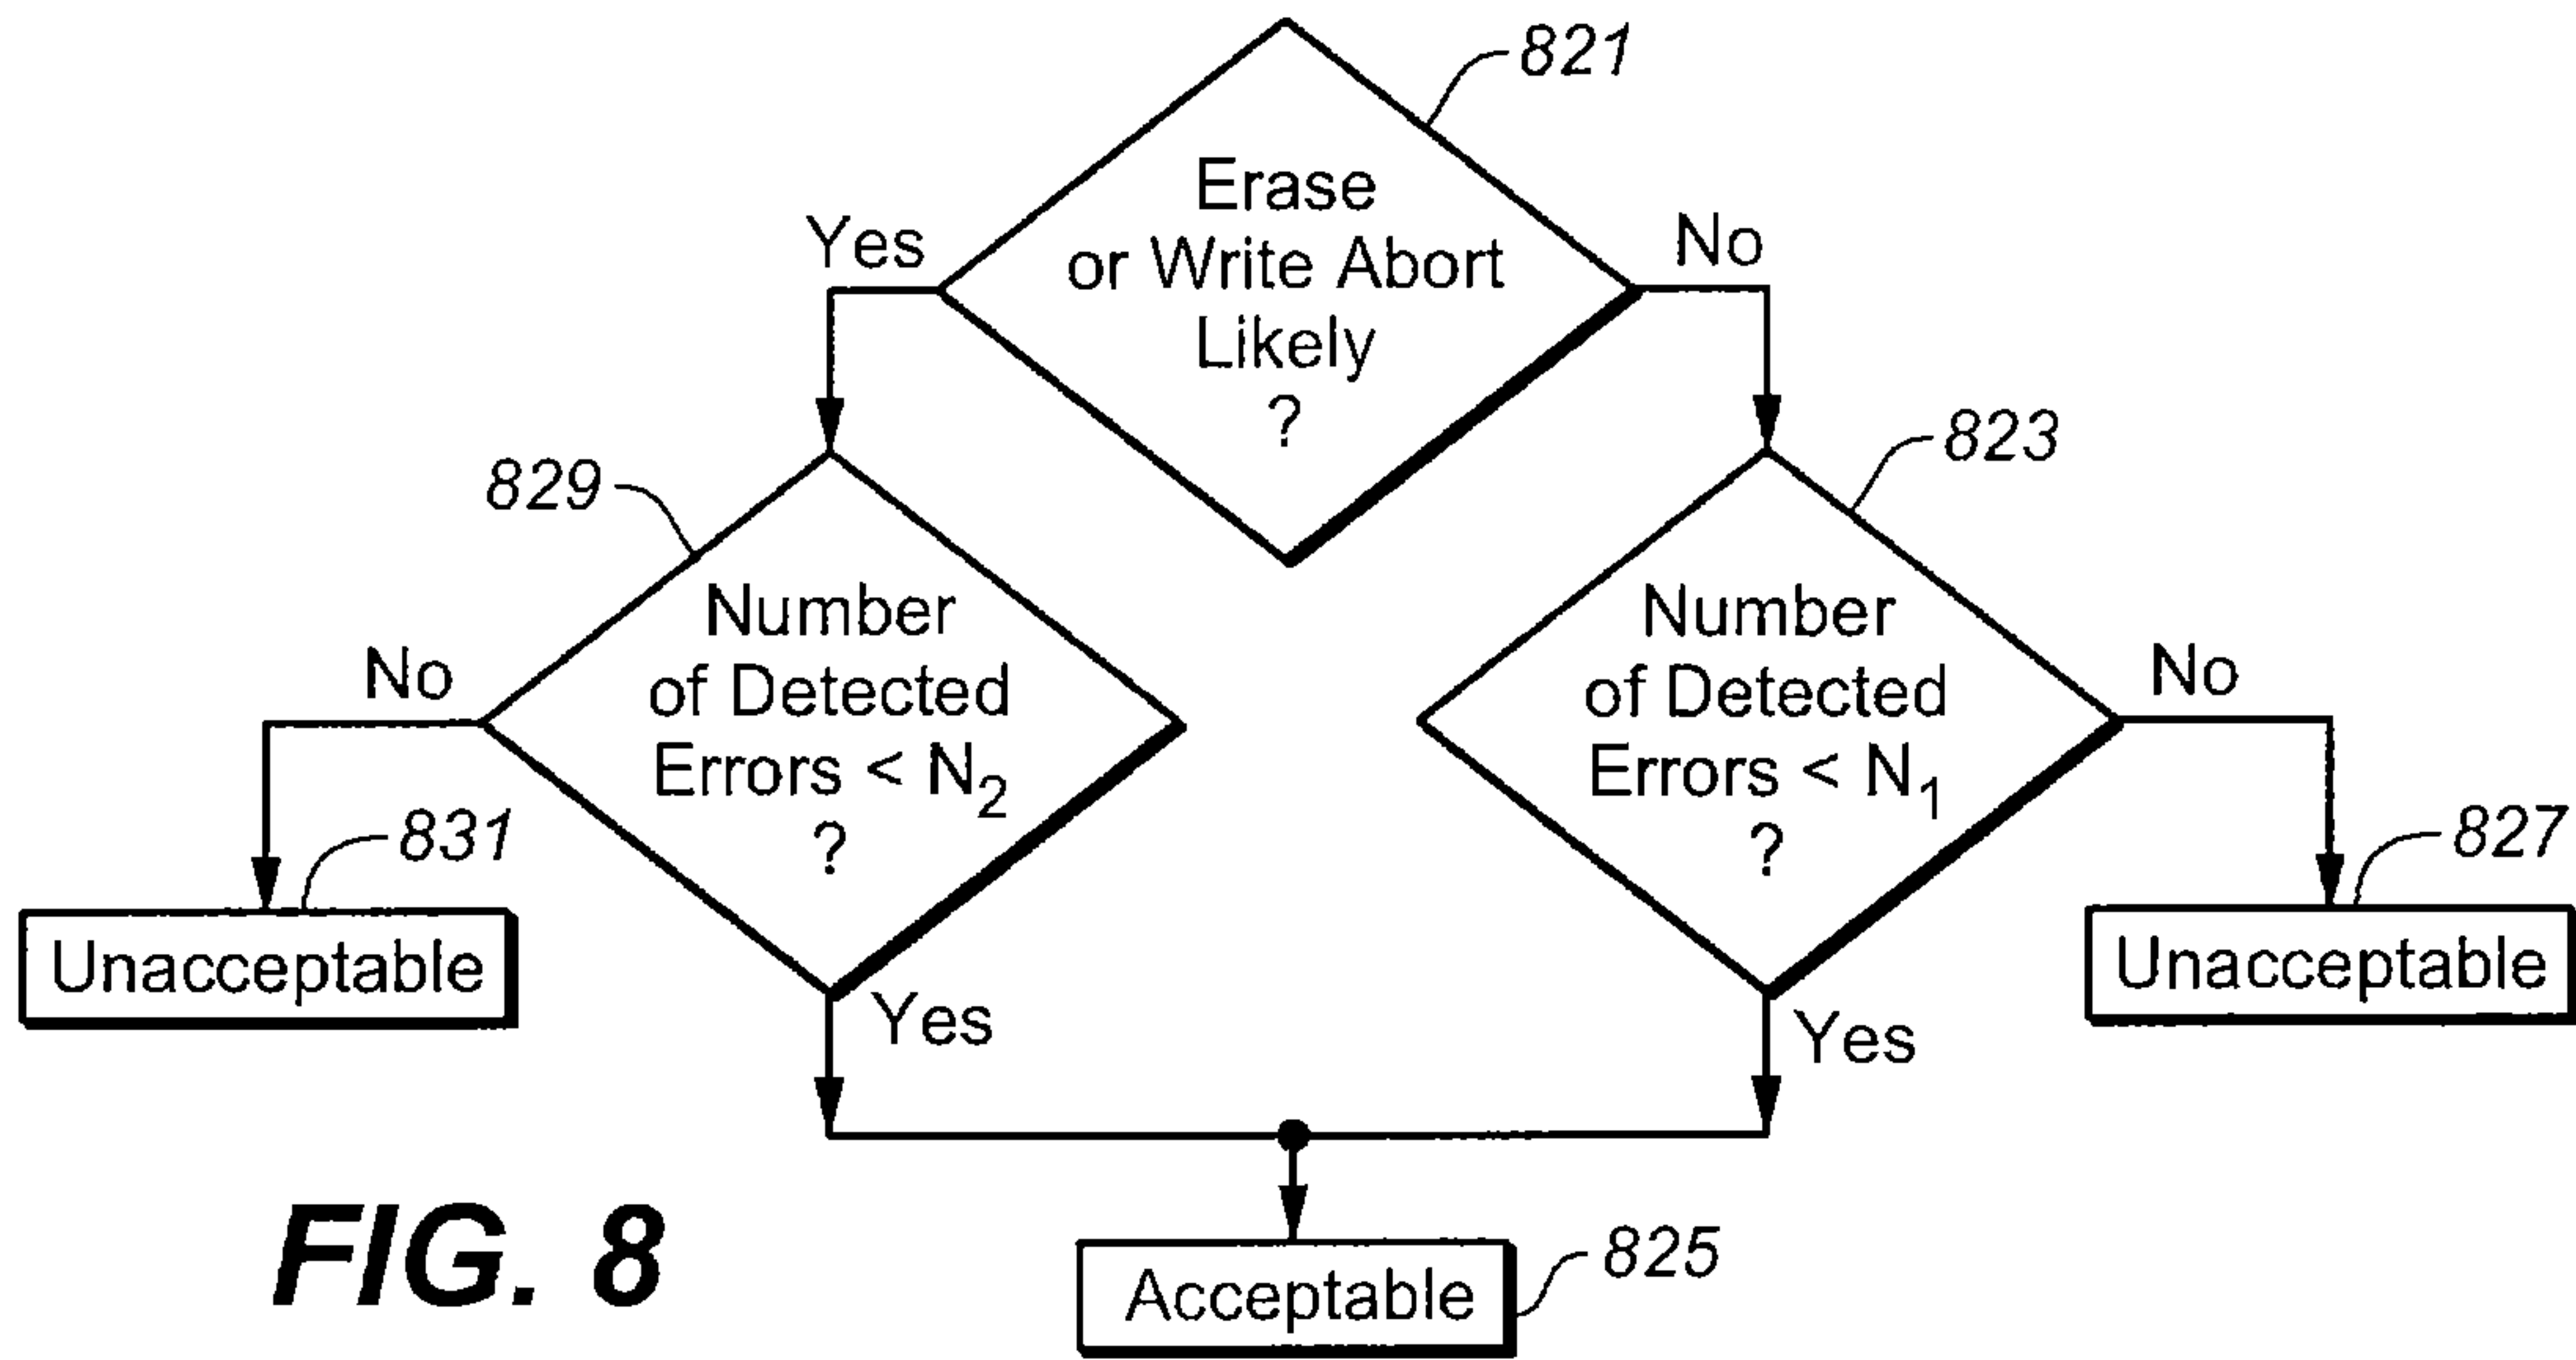 821
Erase
or Write Abort
Likely
?
Yes
No
829
823
Number
of Detected
Errors < N₂
?
Number
of Detected
Errors < N₁
?
No
No
831
827
Unacceptable
Unacceptable
Yes
Yes
FIG. 8
825
Acceptable